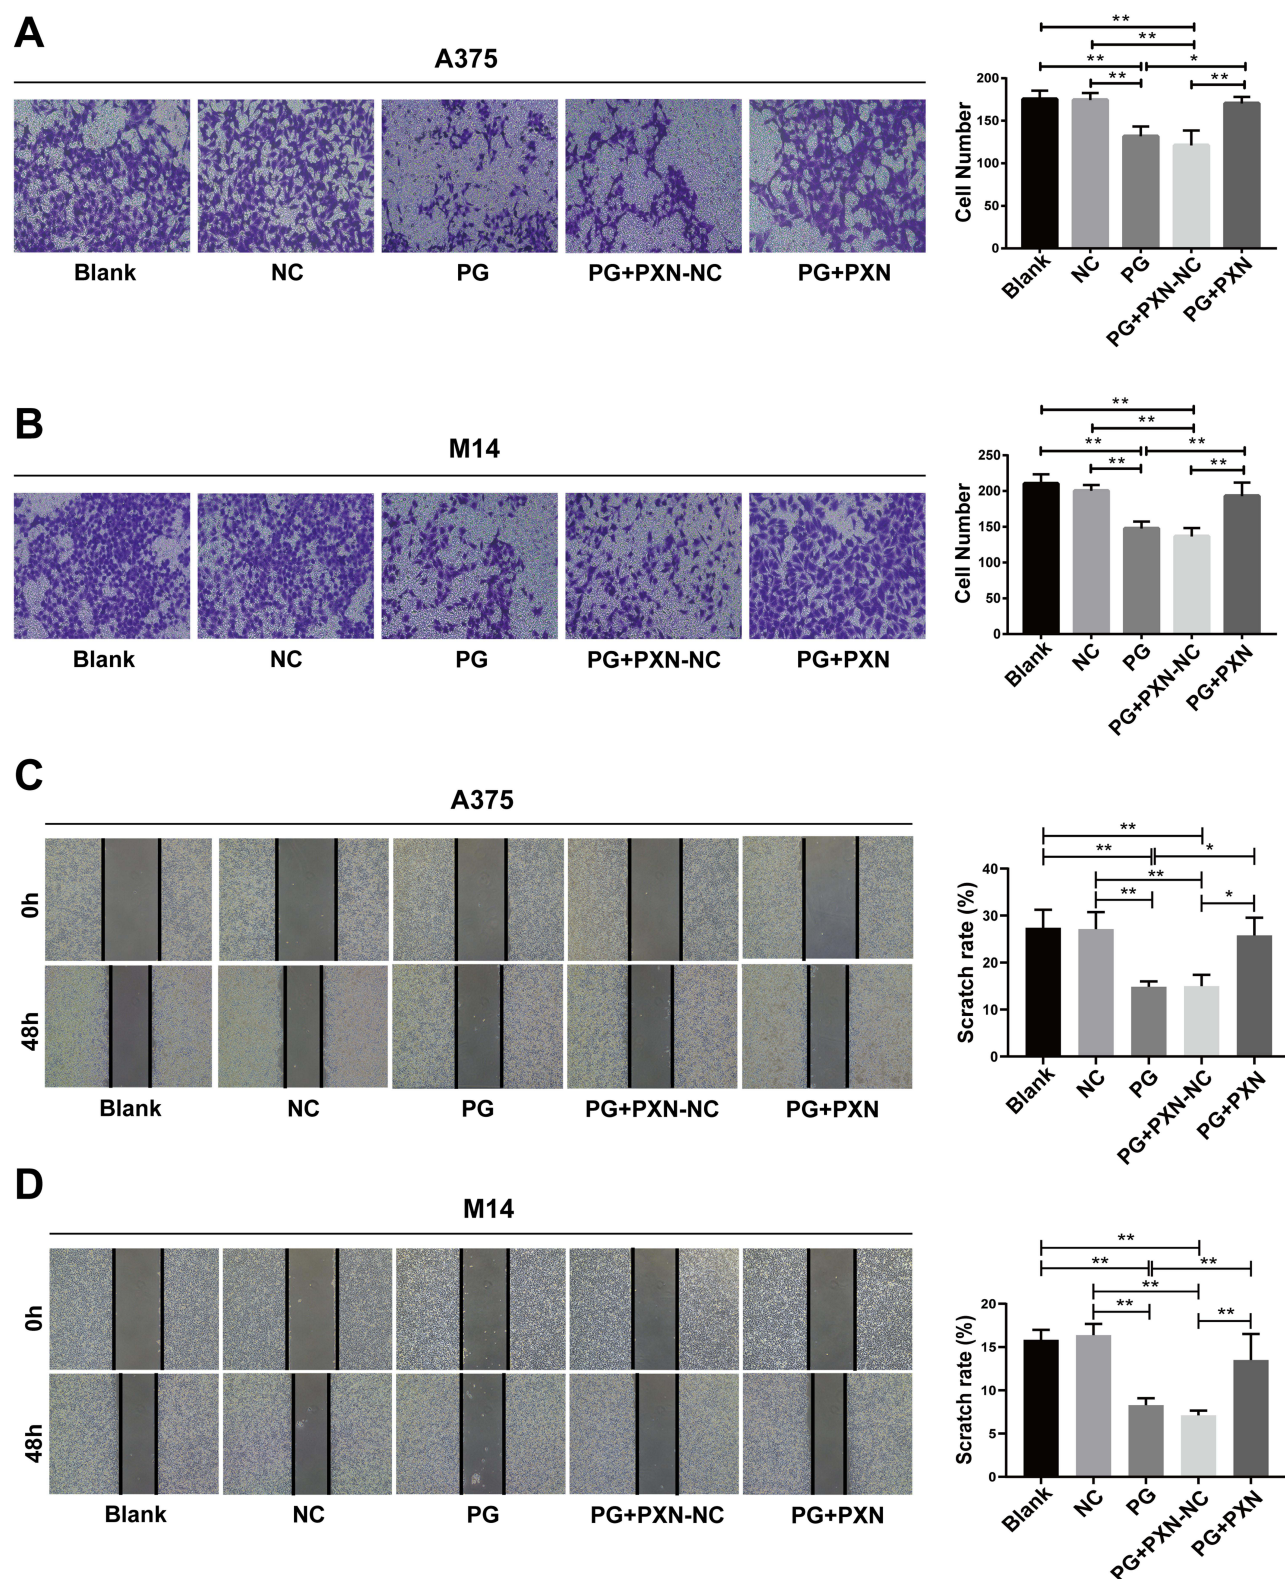 A
A375
Blank
NC
PG
PG+PXN-NC
PG+PXN
**
**
**
*
**
**
Cell Number
200
150
100
50
0
Blank
NC
PG
PG+PXN-NC
PG+PXN
B
M14
Blank
NC
PG
PG+PXN-NC
PG+PXN
**
**
**
**
**
**
Cell Number
250
200
150
100
50
0
Blank
NC
PG
PG+PXN-NC
PG+PXN
C
A375
0h
48h
Blank
NC
PG
PG+PXN-NC
PG+PXN
**
**
*
**
**
*
Scratch rate (%)
40
30
20
10
0
Blank
NC
PG
PG+PXN-NC
PG+PXN
D
M14
0h
48h
Blank
NC
PG
PG+PXN-NC
PG+PXN
**
**
**
**
**
**
Scratch rate (%)
20
15
10
5
0
Blank
NC
PG
PG+PXN-NC
PG+PXN